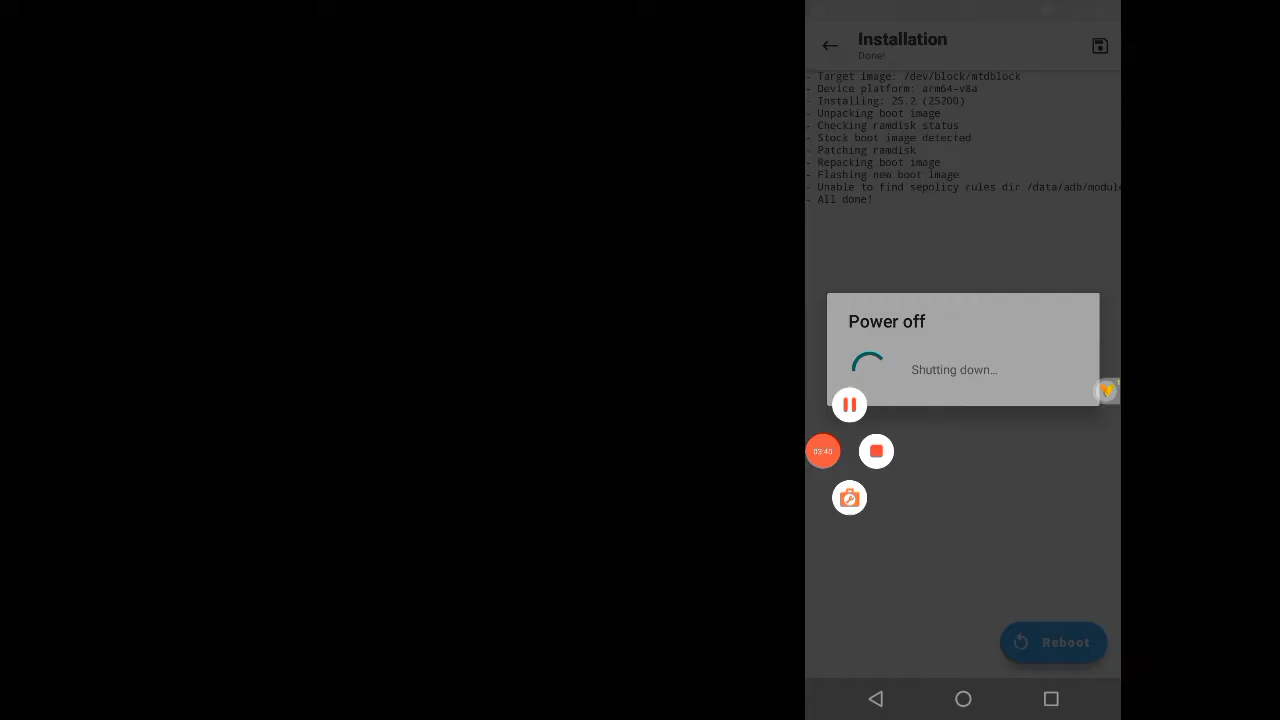 Installation
Done!
- Target image: /dev/block/mtdblock
- Device platform: arm64-v8a
- Installing: 25.2 (25200)
- Unpacking boot image
- Checking ramdisk status
- Stock boot image detected
- Patching ramdisk
- Repacking boot image
- Flashing new boot image
- Unable to find sepolicy rules dir /data/adb/module
- All done!
Power off
Shutting down...
03:40
Reboot